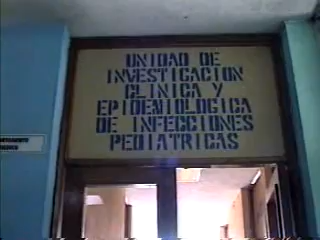 UNIDAD DE
INVESTIGACION
CLINICA Y
EPIDEMIOLOGICA
DE INFECCIONES
PEDIATRICAS